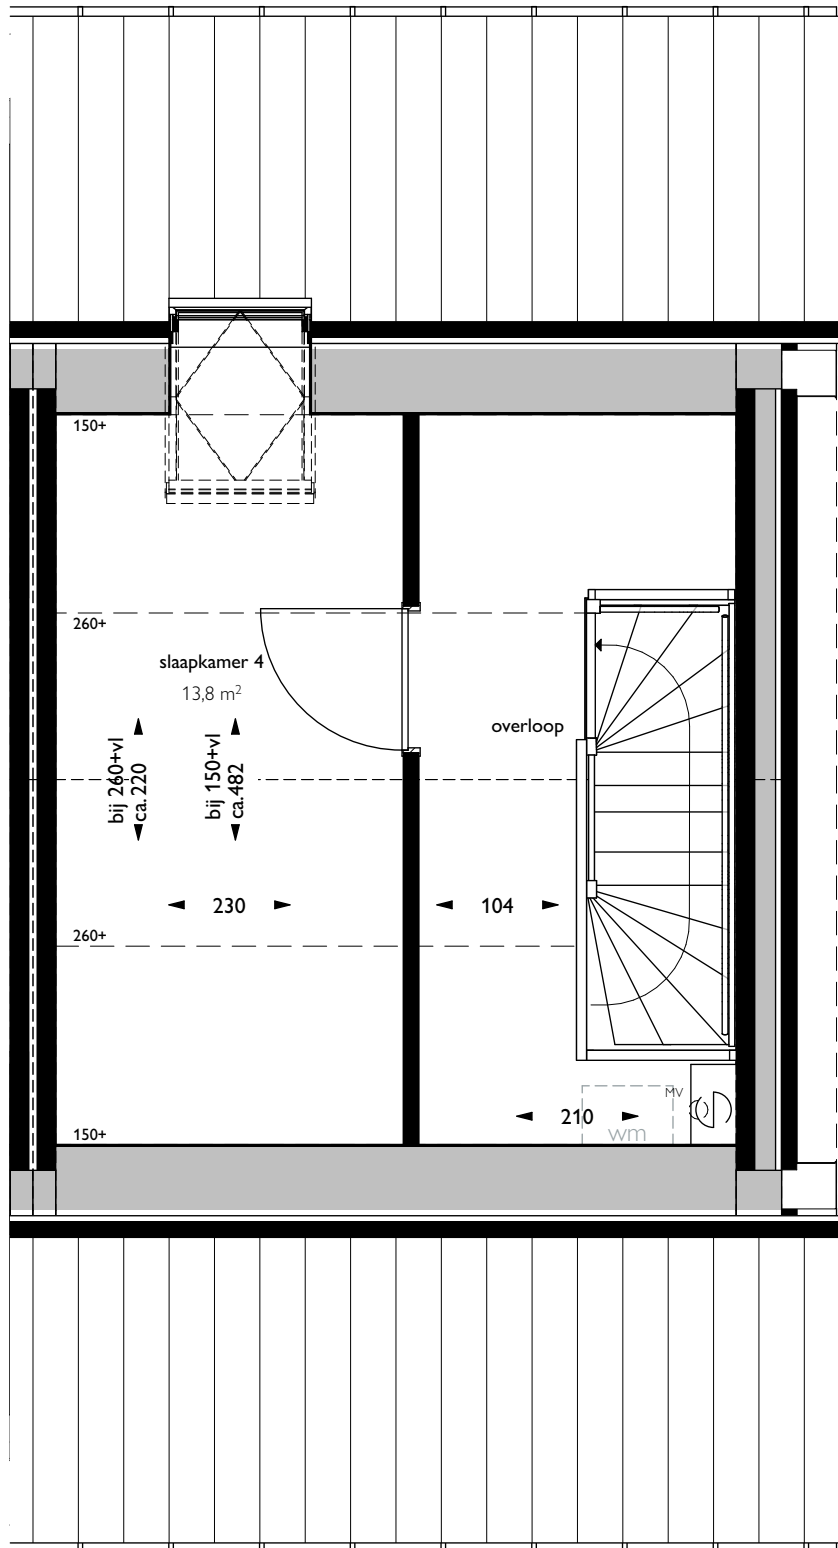 150+
260+
slaapkamer 4
13,8 m²
overloop
bij 260+vl
ca. 220
bij 150+vl
ca.482
230
104
260+
MV
210
wm
150+